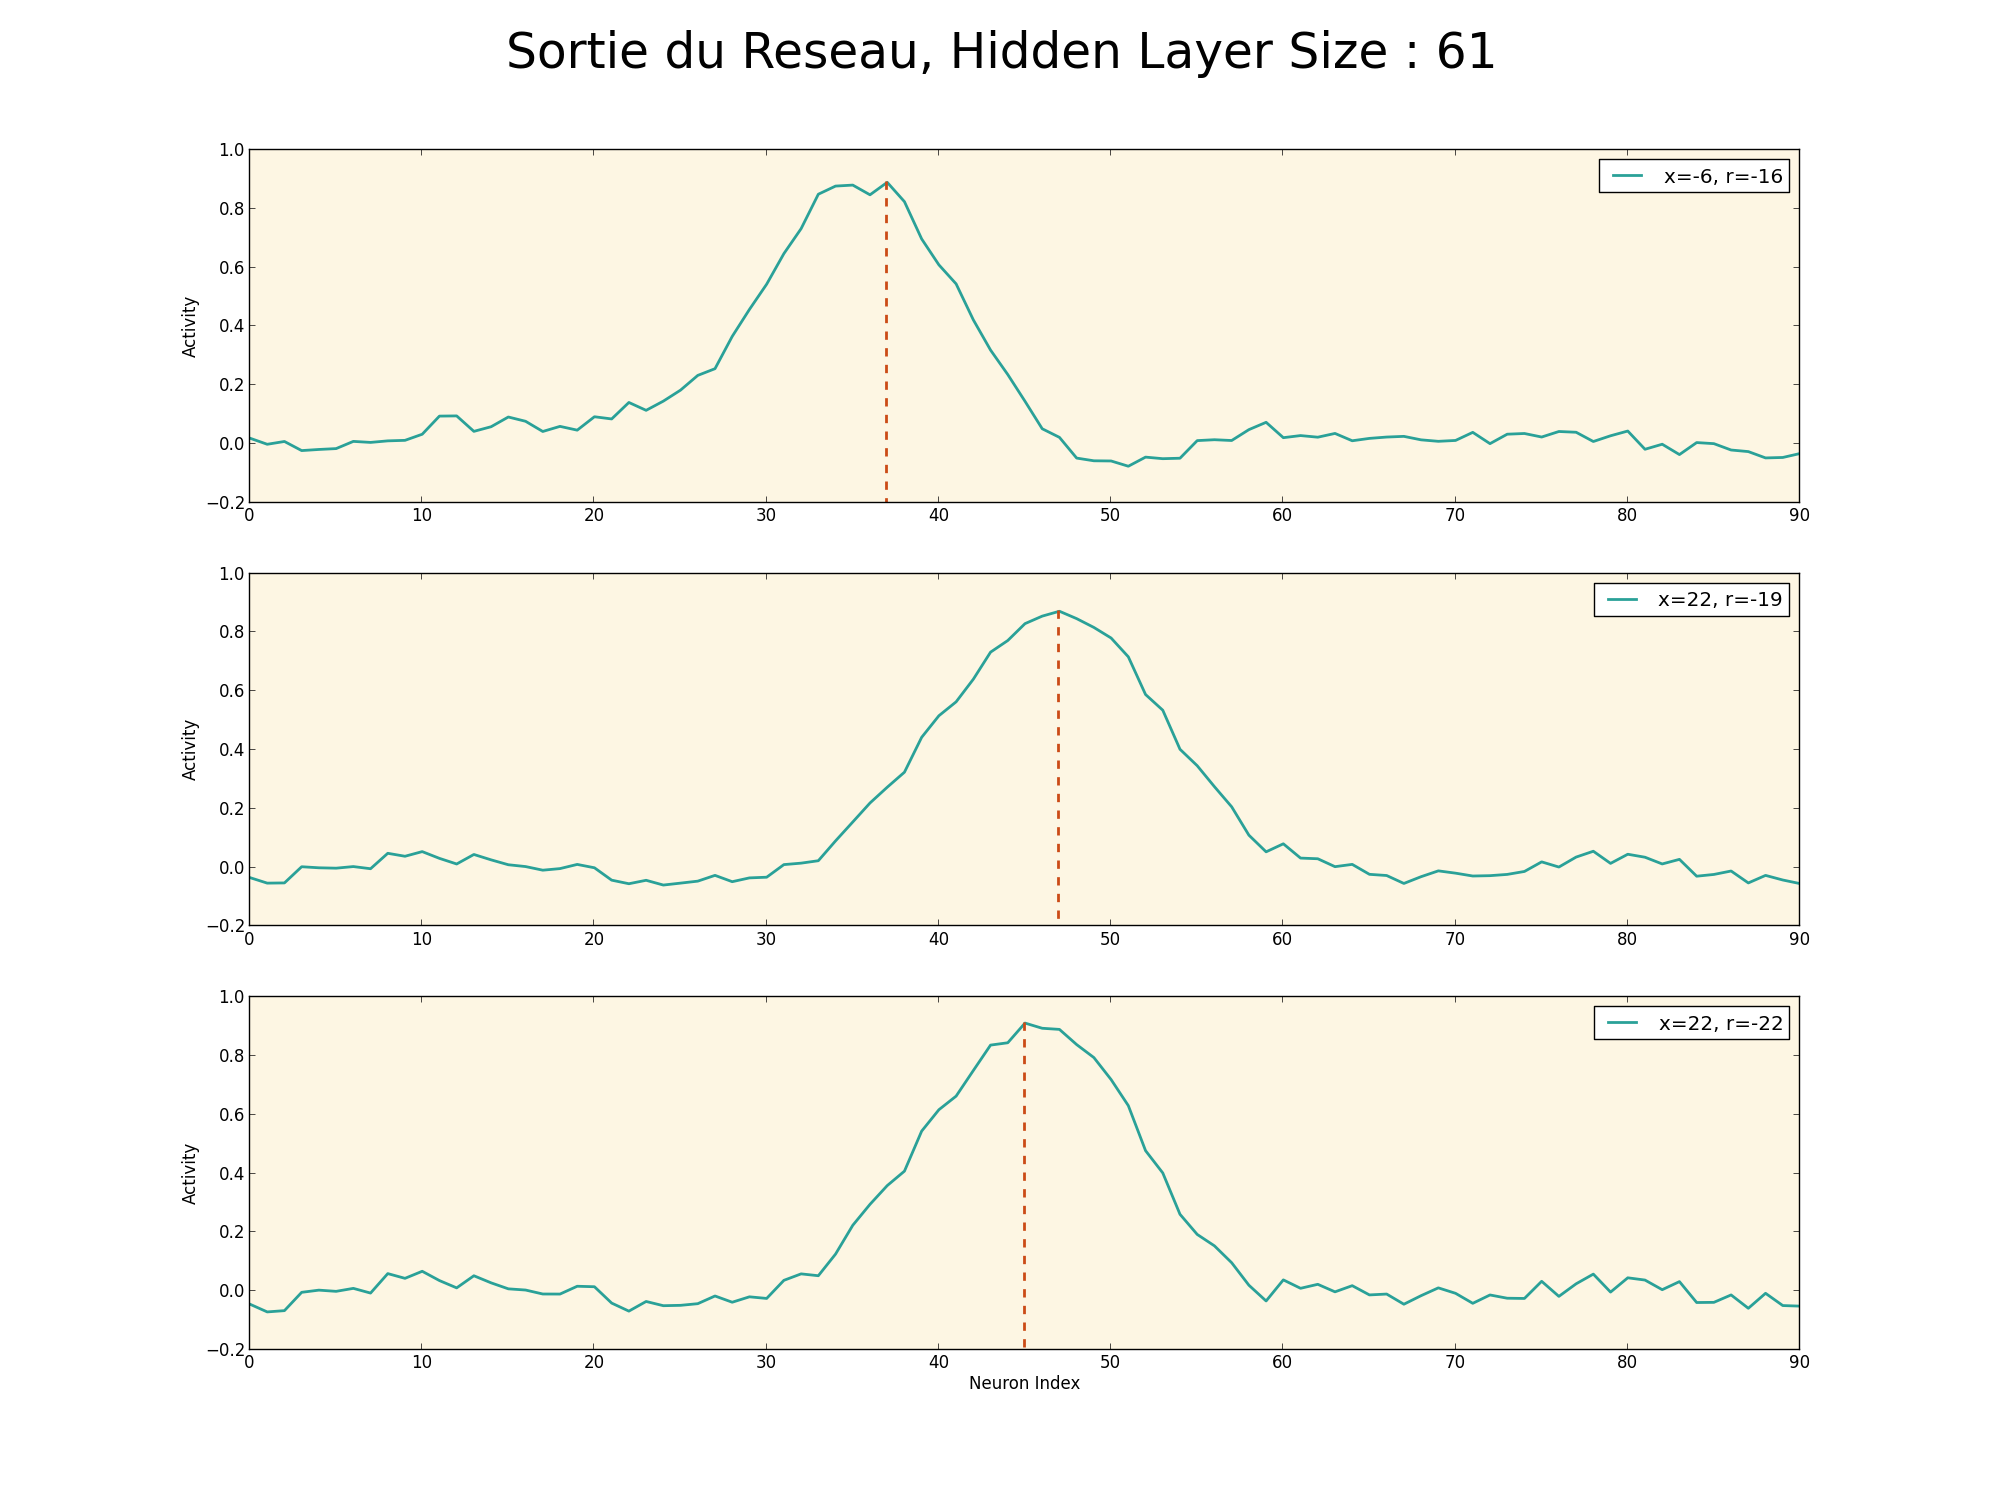 Sortie du Reseau, Hidden Layer Size : 61
1.0
0.8
0.6
0.4
0.2
0.0
−0.2
Activity
x=-6, r=-16
0 10 20 30 40 50 60 70 80 90
1.0
0.8
0.6
0.4
0.2
0.0
−0.2
Activity
x=22, r=-19
0 10 20 30 40 50 60 70 80 90
1.0
0.8
0.6
0.4
0.2
0.0
−0.2
Activity
x=22, r=-22
0 10 20 30 40 50 60 70 80 90
Neuron Index